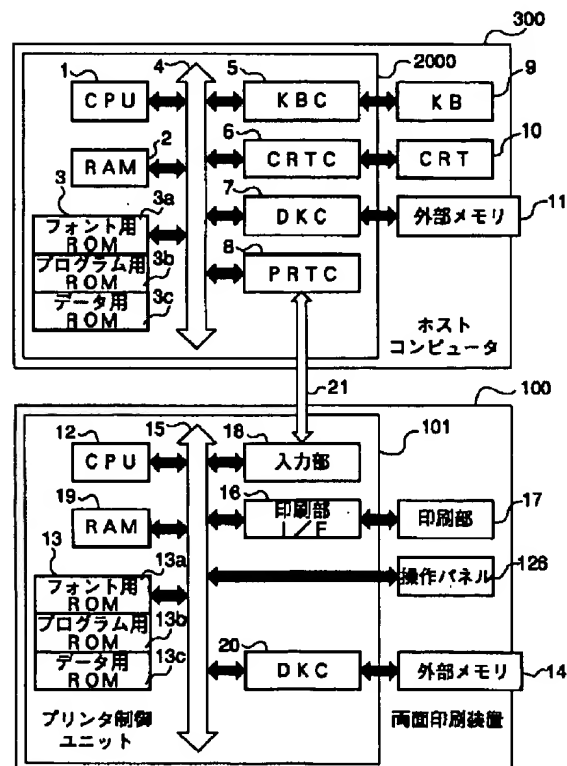 300
1
4
5
2000
9
CPU
KBC
KB
2
6
10
RAM
CRTC
CRT
3
3a
7
11
フォント用
ROM
DKC
外部メモリ
プログラム用
ROM
3b
8
データ用
ROM
3c
PRTC
ホスト
コンピュータ
21
100
12
15
18
101
CPU
入力部
19
16
17
RAM
印刷部
I/F
印刷部
13
13a
126
フォント用
ROM
操作パネル
プログラム用
ROM
13b
データ用
ROM
13c
20
DKC
外部メモリ
14
プリンタ制御
ユニット
両面印刷装置